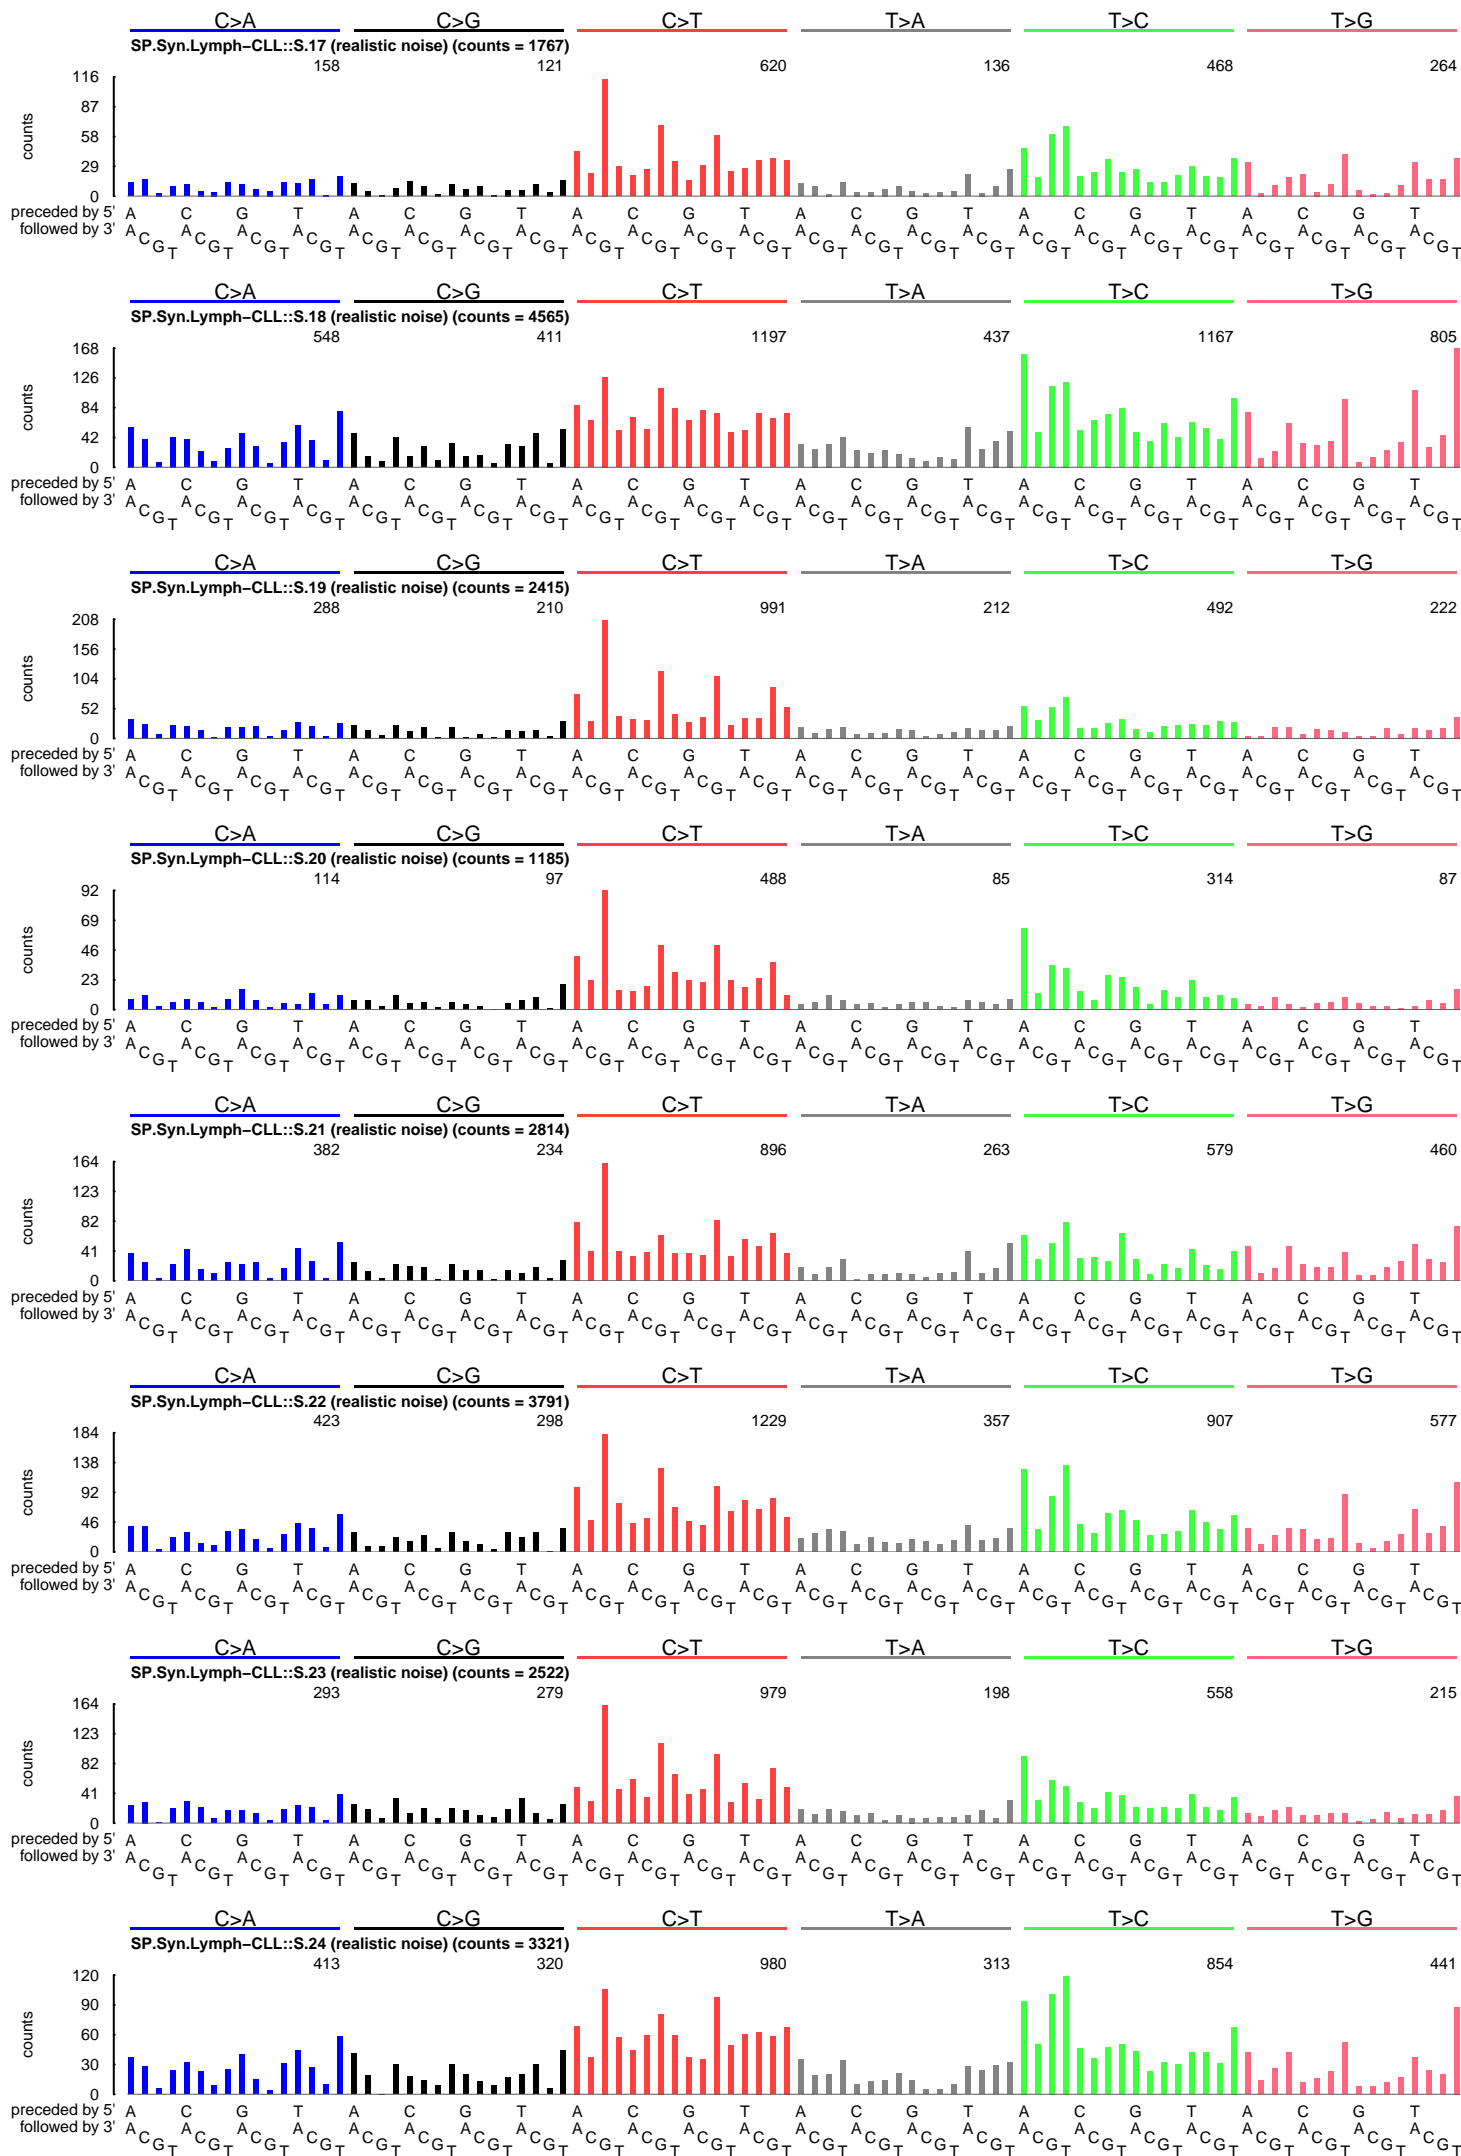 C>A C>G C>T T>A T>C T>G
SP.Syn.Lymph−CLL::S.17 (realistic noise) (counts = 1767)
158 121 620 136 468 264
116
87
58
29
0
counts
preceded by 5' A C G T A C G T A C G T A C G T A C G T A C G T
followed by 3' A C G T A C G T A C G T A C G T A C G T A C G T A C G T A C G T A C G T A C G T A C G T A C G T A C G T A C G T A C G T A C G T A C G T A C G T A C G T A C G T A C G T A C G T A C G T A C G T
C>A C>G C>T T>A T>C T>G
SP.Syn.Lymph−CLL::S.18 (realistic noise) (counts = 4565)
548 411 1197 437 1167 805
168
126
84
42
0
counts
preceded by 5' A C G T A C G T A C G T A C G T A C G T A C G T
followed by 3' A C G T A C G T A C G T A C G T A C G T A C G T A C G T A C G T A C G T A C G T A C G T A C G T A C G T A C G T A C G T A C G T A C G T A C G T A C G T A C G T A C G T A C G T A C G T A C G T
C>A C>G C>T T>A T>C T>G
SP.Syn.Lymph−CLL::S.19 (realistic noise) (counts = 2415)
288 210 991 212 492 222
208
156
104
52
0
counts
preceded by 5' A C G T A C G T A C G T A C G T A C G T A C G T
followed by 3' A C G T A C G T A C G T A C G T A C G T A C G T A C G T A C G T A C G T A C G T A C G T A C G T A C G T A C G T A C G T A C G T A C G T A C G T A C G T A C G T A C G T A C G T A C G T A C G T
C>A C>G C>T T>A T>C T>G
SP.Syn.Lymph−CLL::S.20 (realistic noise) (counts = 1185)
114 97 488 85 314 87
92
69
46
23
0
counts
preceded by 5' A C G T A C G T A C G T A C G T A C G T A C G T
followed by 3' A C G T A C G T A C G T A C G T A C G T A C G T A C G T A C G T A C G T A C G T A C G T A C G T A C G T A C G T A C G T A C G T A C G T A C G T A C G T A C G T A C G T A C G T A C G T A C G T
C>A C>G C>T T>A T>C T>G
SP.Syn.Lymph−CLL::S.21 (realistic noise) (counts = 2814)
382 234 896 263 579 460
164
123
82
41
0
counts
preceded by 5' A C G T A C G T A C G T A C G T A C G T A C G T
followed by 3' A C G T A C G T A C G T A C G T A C G T A C G T A C G T A C G T A C G T A C G T A C G T A C G T A C G T A C G T A C G T A C G T A C G T A C G T A C G T A C G T A C G T A C G T A C G T A C G T
C>A C>G C>T T>A T>C T>G
SP.Syn.Lymph−CLL::S.22 (realistic noise) (counts = 3791)
423 298 1229 357 907 577
184
138
92
46
0
counts
preceded by 5' A C G T A C G T A C G T A C G T A C G T A C G T
followed by 3' A C G T A C G T A C G T A C G T A C G T A C G T A C G T A C G T A C G T A C G T A C G T A C G T A C G T A C G T A C G T A C G T A C G T A C G T A C G T A C G T A C G T A C G T A C G T A C G T
C>A C>G C>T T>A T>C T>G
SP.Syn.Lymph−CLL::S.23 (realistic noise) (counts = 2522)
293 279 979 198 558 215
164
123
82
41
0
counts
preceded by 5' A C G T A C G T A C G T A C G T A C G T A C G T
followed by 3' A C G T A C G T A C G T A C G T A C G T A C G T A C G T A C G T A C G T A C G T A C G T A C G T A C G T A C G T A C G T A C G T A C G T A C G T A C G T A C G T A C G T A C G T A C G T A C G T
C>A C>G C>T T>A T>C T>G
SP.Syn.Lymph−CLL::S.24 (realistic noise) (counts = 3321)
413 320 980 313 854 441
120
90
60
30
0
counts
preceded by 5' A C G T A C G T A C G T A C G T A C G T A C G T
followed by 3' A C G T A C G T A C G T A C G T A C G T A C G T A C G T A C G T A C G T A C G T A C G T A C G T A C G T A C G T A C G T A C G T A C G T A C G T A C G T A C G T A C G T A C G T A C G T A C G T